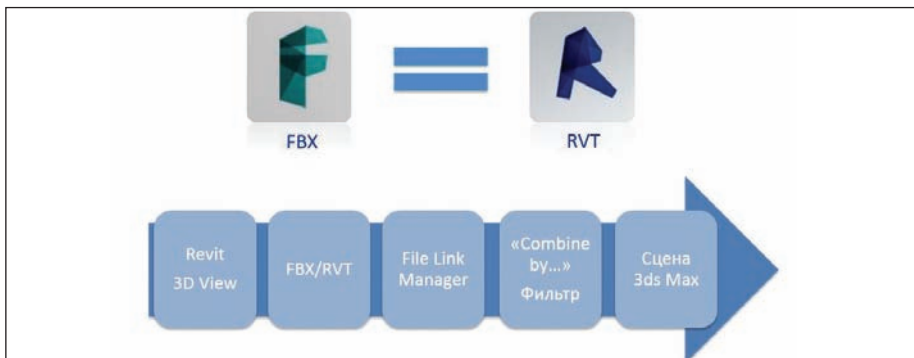 FBX
RVT
Revit
3D View
FBX/RVT
File Link
Manager
«Combine
by...»
Фильтр
Сцена
3ds Max